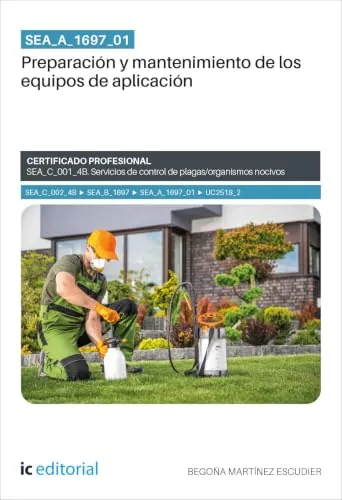 SEA_A_1697_01
Preparación y mantenimiento de los
equipos de aplicación
CERTIFICADO PROFESIONAL
SEA_C_001_4B. Servicios de control de plagas/organismos nocivos
SEA_C_002_4B ▶ SEA_B_1697 ▶ SEA_A_1697_01 ▶ UC2518_2
ic editorial
BEGOÑA MARTÍNEZ ESCUDIER